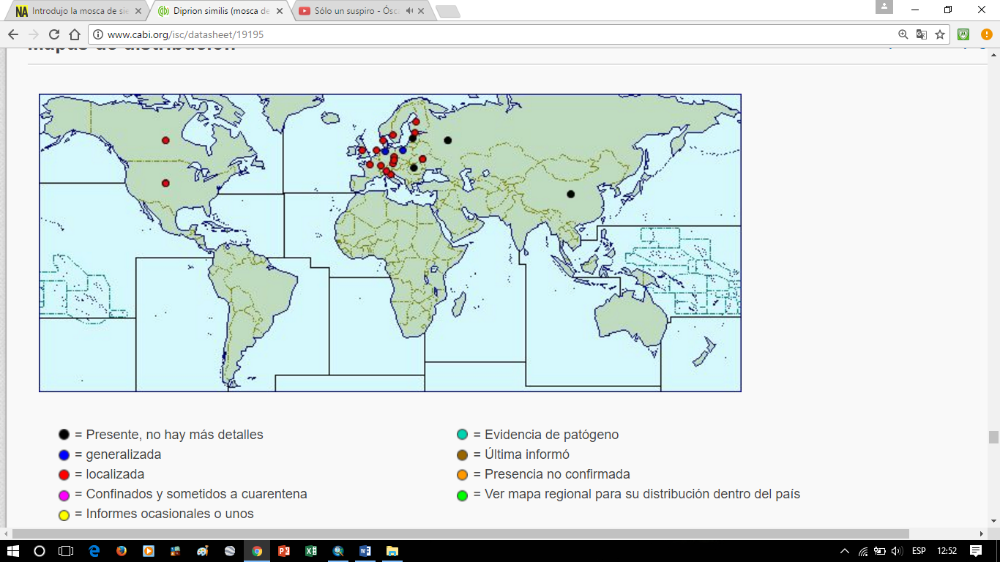 Introdujo la mosca de sie
Diprion similis (mosca de
Sólo un suspiro - Ósc
www.cabi.org/isc/datasheet/19195
Mapas de distribución
= Presente, no hay más detalles
= generalizada
= localizada
= Confinados y sometidos a cuarentena
= Informes ocasionales o unos
= Evidencia de patógeno
= Última informó
= Presencia no confirmada
= Ver mapa regional para su distribución dentro del país
ESP
12:52